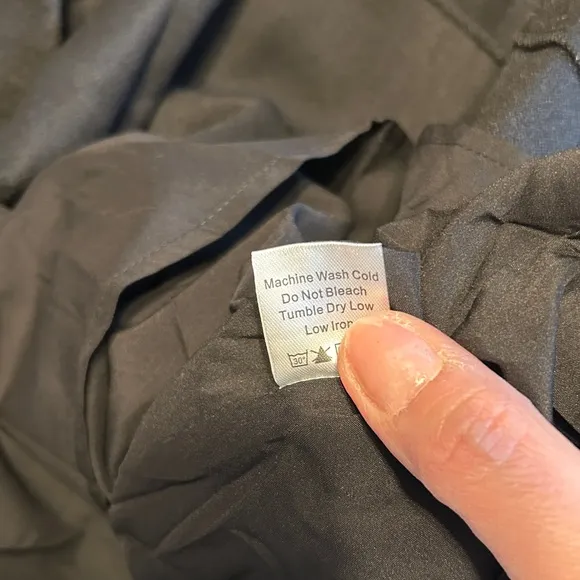 Machine Wash Cold
Do Not Bleach
Tumble Dry Low
Low Iron
30°